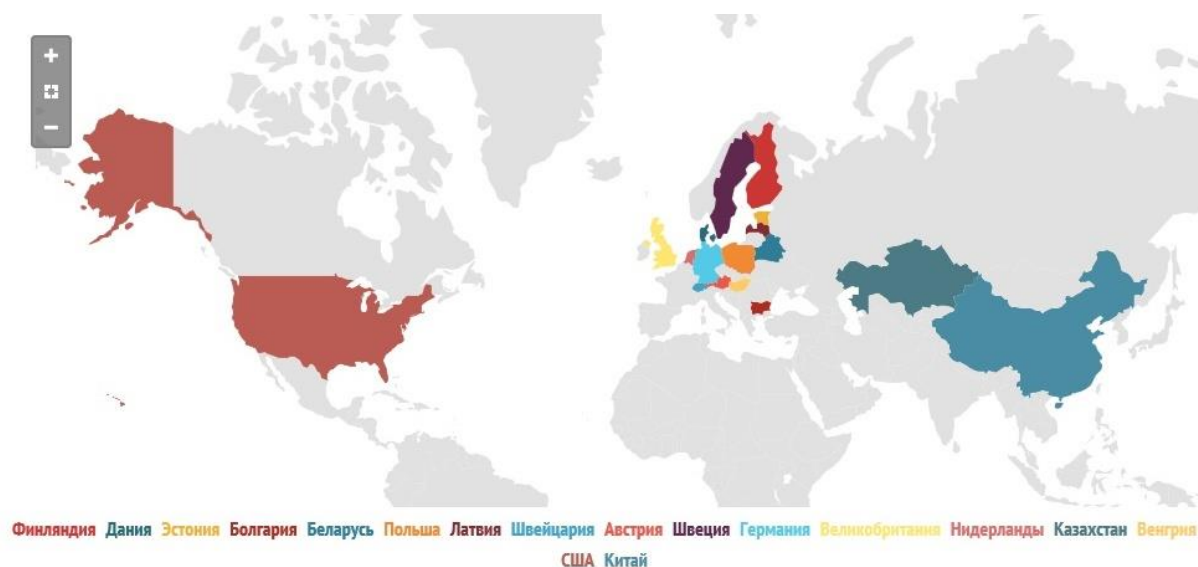 Финляндия Дания Эстония Болгария Беларусь Польша Латвия Швейцария Австрия Швеция Германия Великобритания Нидерланды Казахстан Венгрия
США Китай